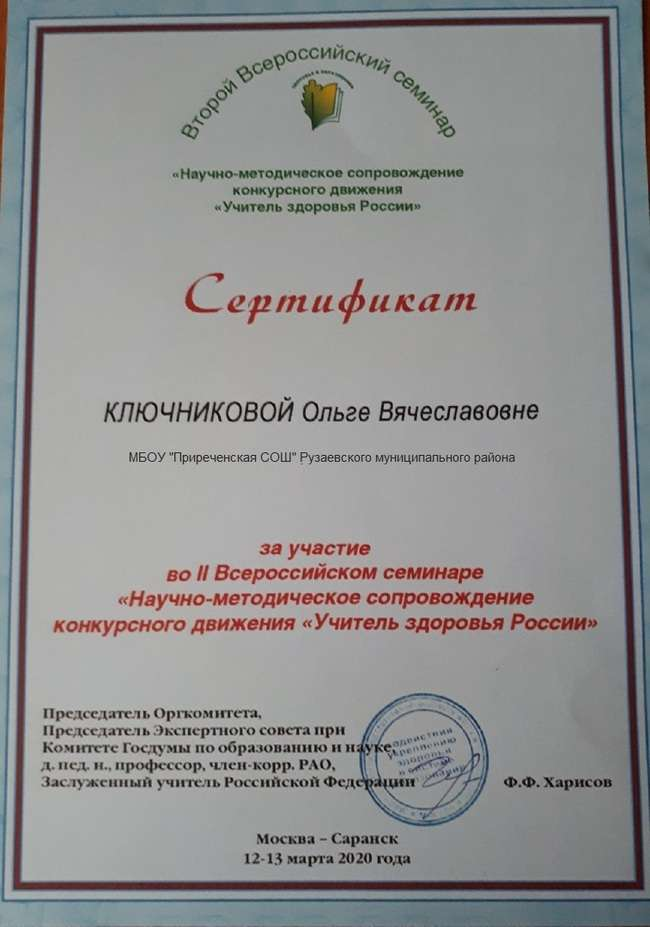 Второй Всероссийский семинар
«Научно-методическое сопровождение
конкурсного движения
«Учитель здоровья России»
Сертификат
КЛЮЧНИКОВОЙ Ольге Вячеславовне
МБОУ "Приреченская СОШ" Рузаевского муниципального района
за участие
во II Всероссийском семинаре
«Научно-методическое сопровождение
конкурсного движения «Учитель здоровья России»
Председатель Оргкомитета,
Председатель Экспертного совета при
Комитете Госдумы по образованию и науке
д. пед. н., профессор, член-корр. РАО,
Заслуженный учитель Российской Федерации
Ф.Ф. Харисов
укреплению
здоровья
в системе
Москва – Саранск
12-13 марта 2020 года